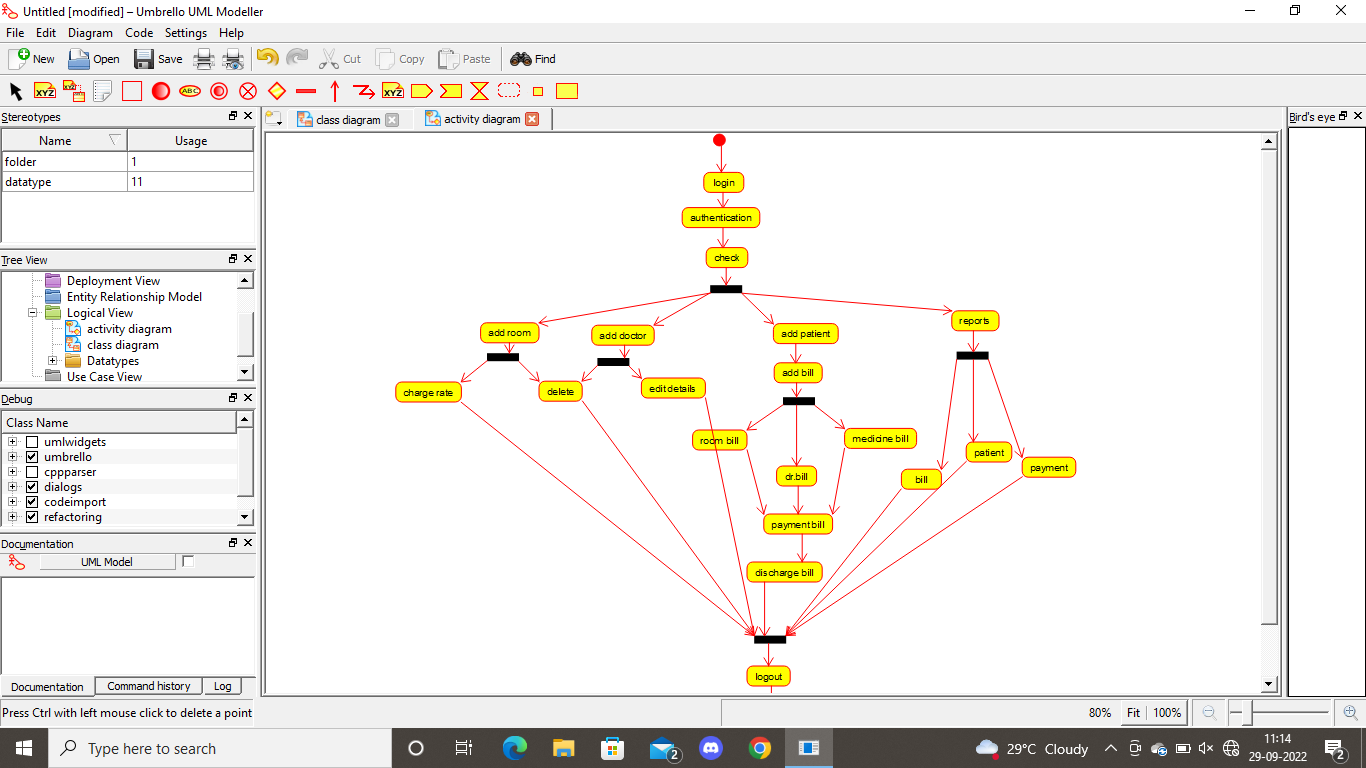 Untitled [modified] – Umbrello UML Modeller
File Edit Diagram Code Settings Help
New Open Save Cut Copy Paste Find
XYZ XYZ ABC XYZ
Stereotypes
Name Usage
folder 1
datatype 11
Tree View
Deployment View
Entity Relationship Model
Logical View
activity diagram
class diagram
Datatypes
Use Case View
Debug
Class Name
umlwidgets
umbrello
cppparser
dialogs
codeimport
refactoring
Documentation
UML Model
Documentation Command history Log
class diagram activity diagram
Bird's eye
login
authentication
check
add room add doctor add patient reports
add bill
charge rate delete edit details
room bill medicine bill
dr.bill
bill patient payment
payment bill
discharge bill
logout
Press Ctrl with left mouse click to delete a point
80% Fit 100%
Type here to search
2
29°C Cloudy
11:14
29-09-2022
2